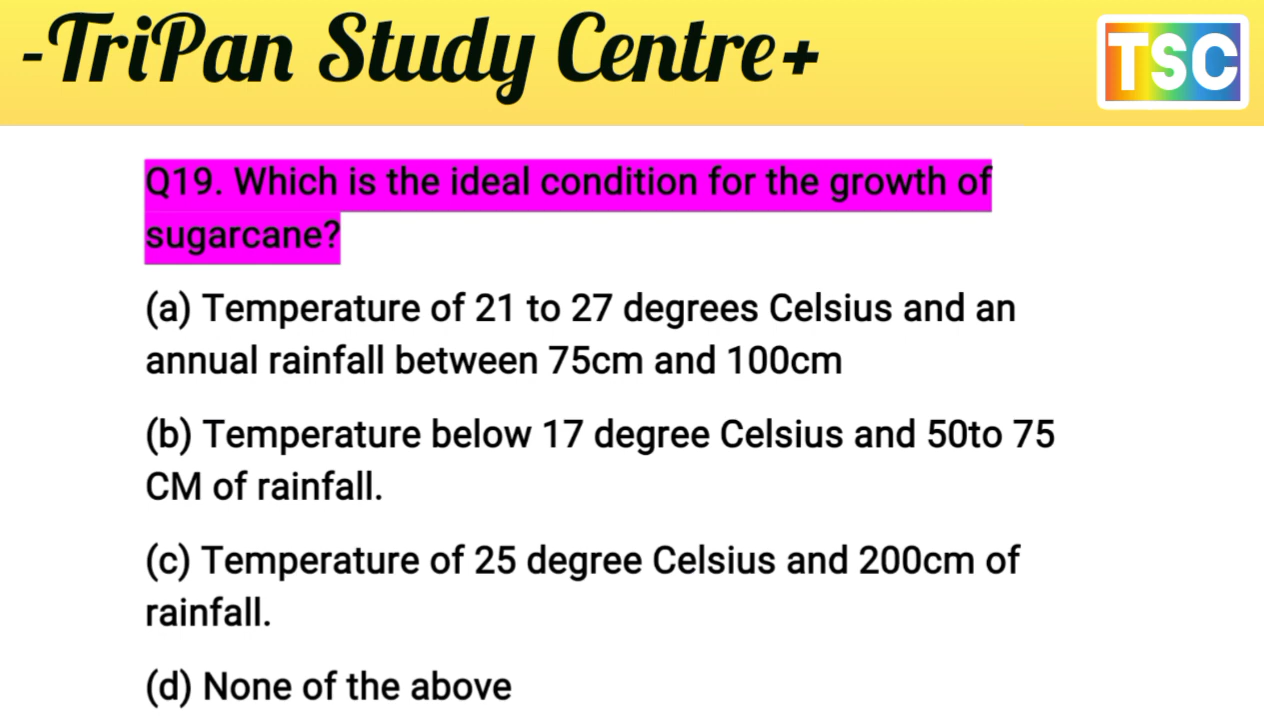 -TriPan Study Centre+
TSC
Q19. Which is the ideal condition for the growth of
sugarcane?
(a) Temperature of 21 to 27 degrees Celsius and an
annual rainfall between 75cm and 100cm
(b) Temperature below 17 degree Celsius and 50to 75
CM of rainfall.
(c) Temperature of 25 degree Celsius and 200cm of
rainfall.
(d) None of the above